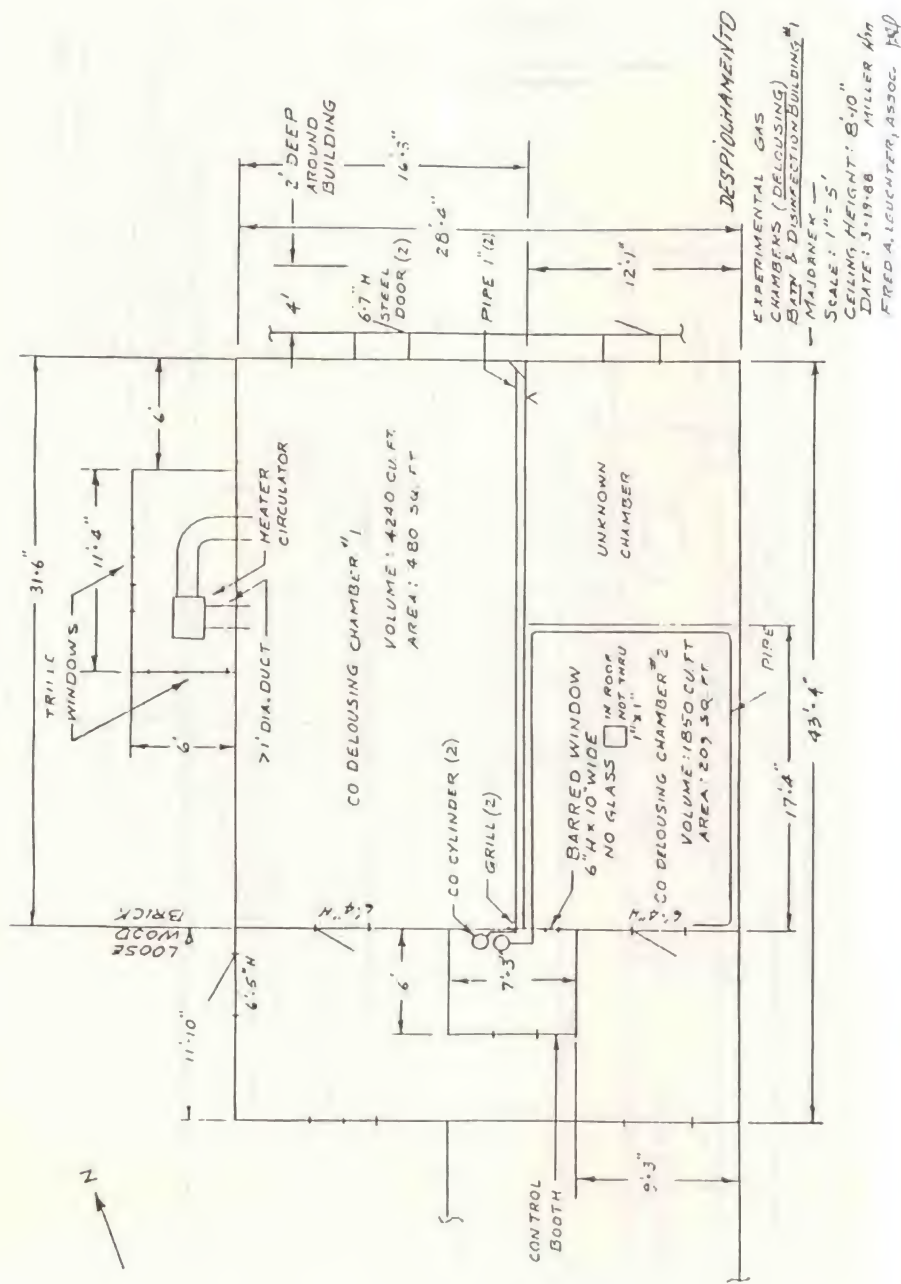 N
31'.6"
11'-4"
6'
WINDOWS
6'
HEATER
CIRCULATOR
>1' DIA. DUCT
LOOSE
WOOD
BRICK
11'-10"
6'.5"H
6'.4"H
CO DELOUSING CHAMBER #1
VOLUME: 4240 CU.FT.
AREA: 480 SQ. FT
4'
2' DEEP
AROUND
BUILDING
6'.7"H
STEEL
DOOR (2)
28'.4"
16'.3"
PIPE 1" (2)
12'.1"
CO CYLINDER (2)
GRILL (2)
6'
7'-3"
BARRED WINDOW
6"H X 10" WIDE
NO GLASS
IN ROOF
NOT THRU
1"X1"
CO DELOUSING CHAMBER #2
VOLUME: 1850 CU.FT
AREA: 209 SQ. FT
6'.4"H
UNKNOWN
CHAMBER
PIPE
17'.4"
43'.4"
CONTROL
BOOTH
9'.3"
DESPIOLHAMENTO
EXPERIMENTAL GAS
CHAMBERS (DELOUSING)
BATH & DISINFECTION BUILDING #1
— MAJDANEK —
SCALE: 1" = 5'
CEILING HEIGHT: 8'-10"
DATE: 3-19-88 MILLER
FRED A. LEUCHTER, ASSOC.